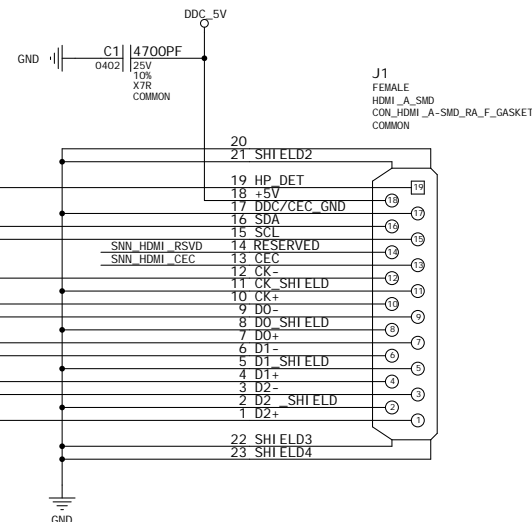 DDC_5V
GND
C1
4700PF
0402
25V
10%
X7R
COMMON
J1
FEMALE
HDMI_A_SMD
CON_HDMI_A-SMD_RA_F_GASKET
COMMON
20
21 SHIELD2
19 HP_DET
18 +5V
17 DDC/CEC_GND
16 SDA
15 SCL
SNN_HDMI_RSVD 14 RESERVED
SNN_HDMI_CEC 13 CEC
12 CK-
11 CK_SHIELD
10 CK+
9 D0-
8 D0_SHIELD
7 D0+
6 D1-
5 D1_SHIELD
4 D1+
3 D2-
2 D2 _SHIELD
1 D2+
22 SHIELD3
23 SHIELD4
19
18
17
16
15
14
13
12
11
10
9
8
7
6
5
4
3
2
1
GND